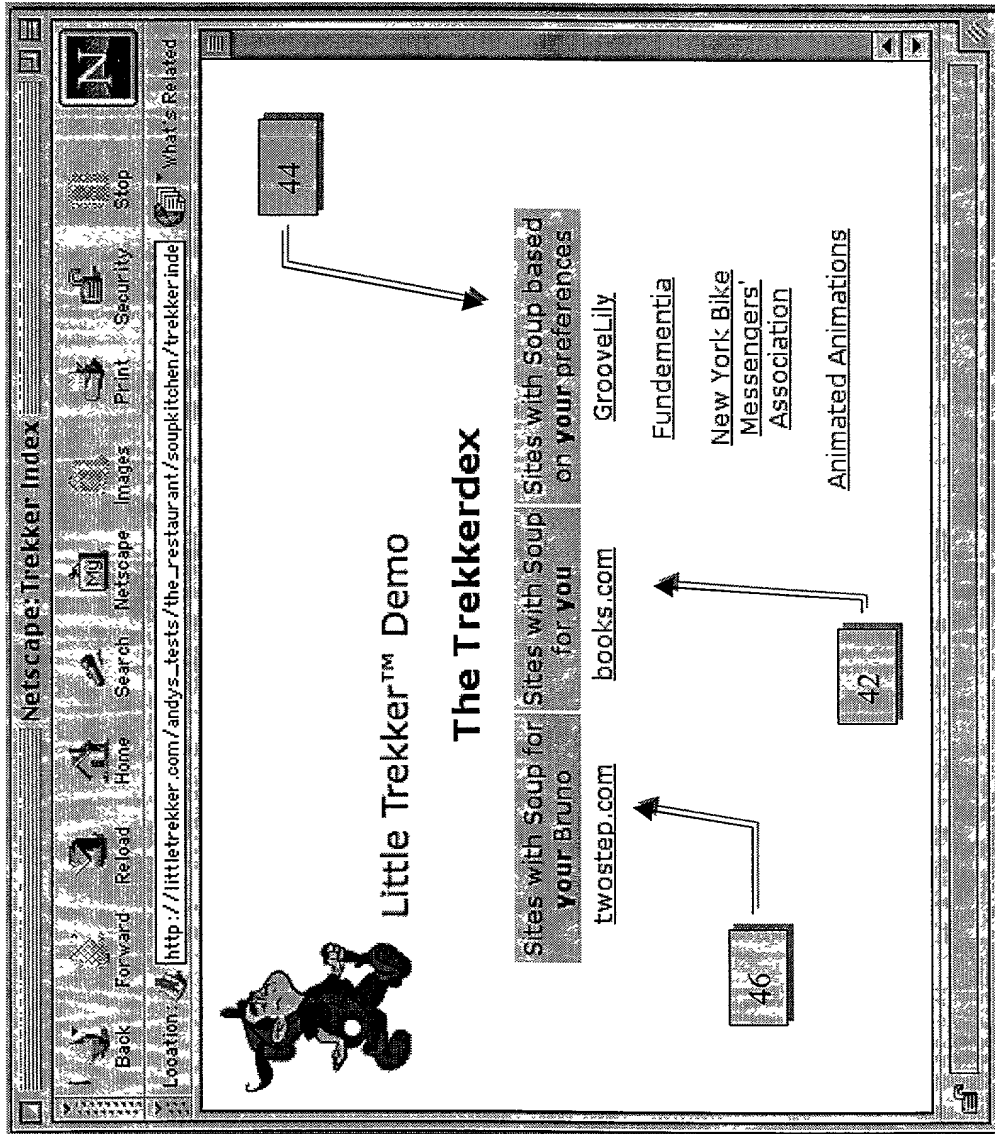 Netscape: Trekker Index
Back Forward Reload Home Search Netscape Images Print Security Stop
My
N
Location: http://littletrekker.com/andys_tests/the_restaurant/soupkitchen/trekkerinde What's Related
Little Trekker™ Demo
The Trekkerdex
44
Sites with Soup for
your Bruno
twostep.com
Sites with Soup
for you
books.com
Sites with Soup based
on your preferences
GrooveLily
Fundementia
New York Bike
Messengers'
Association
Animated Animations
46
42